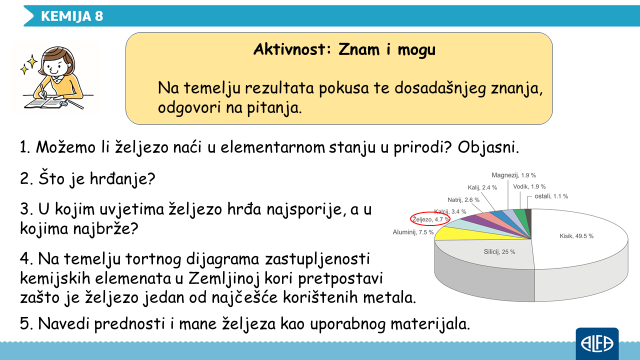 KEMIJA 8
Aktivnost: Znam i mogu
Na temelju rezultata pokusa te dosadašnjeg znanja,
odgovori na pitanja.
1. Možemo li željezo naći u elementarnom stanju u prirodi? Objasni.
2. Što je hrđanje?
3. U kojim uvjetima željezo hrđa najsporije, a u
kojima najbrže?
4. Na temelju tortnog dijagrama zastupljenosti
kemijskih elemenata u Zemljinoj kori pretpostavi
zašto je željezo jedan od najčešće korištenih metala.
5. Navedi prednosti i mane željeza kao uporabnog materijala.
Magnezij, 1.9 %
Kalij, 2.4 %
Vodik, 1.9 %
Natrij, 2.6 %
ostali, 1.1 %
Kalcij, 3.4 %
Željezo, 4.7 %
Aluminij, 7.5 %
Kisik, 49.5 %
Silicij, 25 %
ALFA